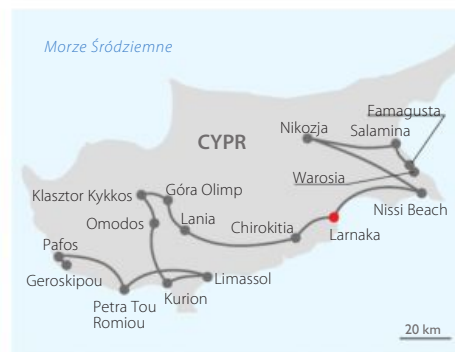 Morze Śródziemne
Famagusta
Nikozja
Salamina
CYPR
Warosia
Klasztor Kykkos
Góra Olimp
Nissi Beach
Omodos
Lania
Chirokitia
Larnaka
Pafos
Geroskipou
Limassol
Petra Tou
Romiou
Kurion
20 km